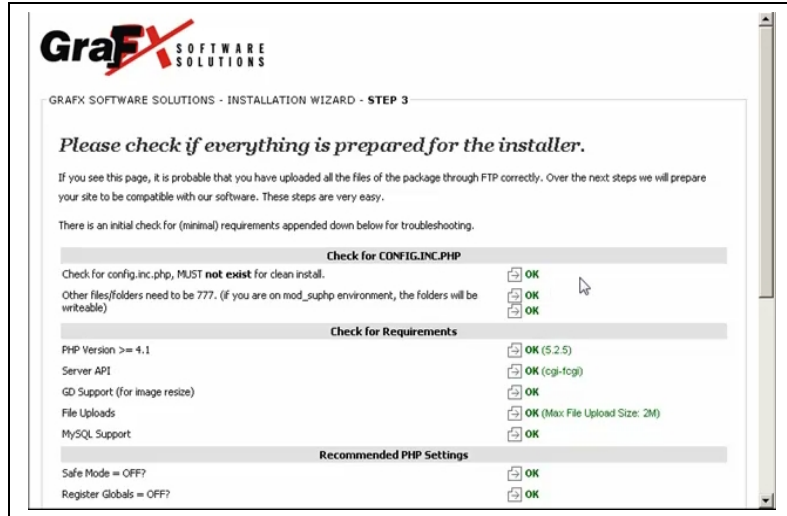 GraFX SOFTWARE
SOLUTIONS
GRAFX SOFTWARE SOLUTIONS - INSTALLATION WIZARD - STEP 3
Please check if everything is prepared for the installer.
If you see this page, it is probable that you have uploaded all the files of the package through FTP correctly. Over the next steps we will prepare
your site to be compatible with our software. These steps are very easy.
There is an initial check for (minimal) requirements appended down below for troubleshooting.
Check for CONFIG.INC.PHP
Check for config.inc.php, MUST not exist for clean install. OK
Other files/folders need to be 777. (if you are on mod_suphp environment, the folders will be OK
writeable) OK
Check for Requirements
PHP Version >= 4.1 OK (5.2.5)
Server API OK (cgi-fcgi)
GD Support (for image resize) OK
File Uploads OK (Max File Upload Size: 2M)
MySQL Support OK
Recommended PHP Settings
Safe Mode = OFF? OK
Register Globals = OFF? OK